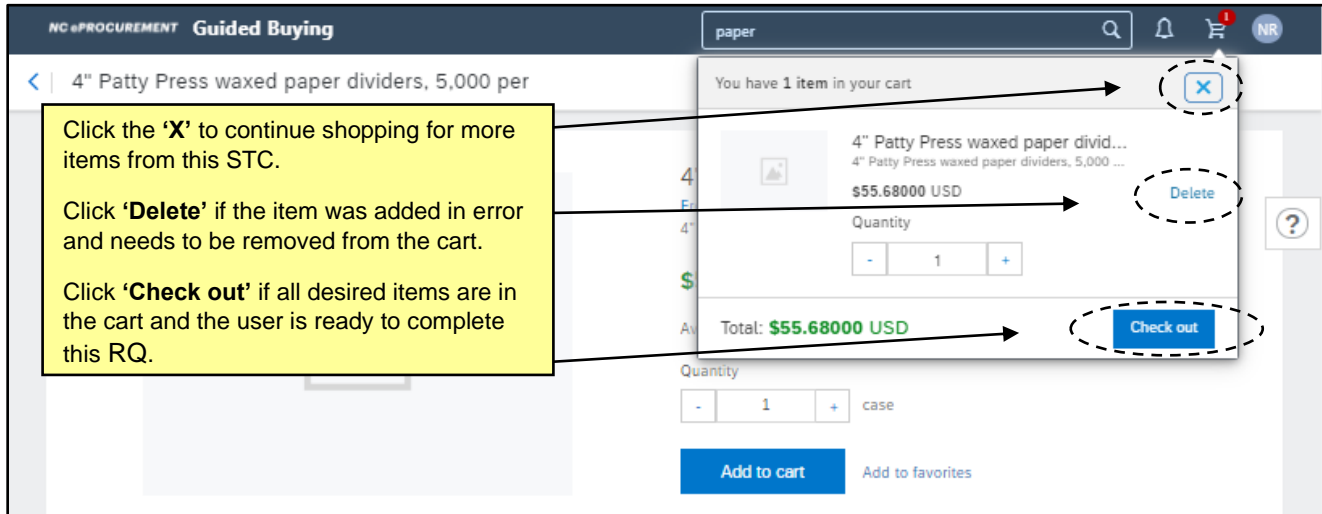 NC ePROCUREMENT Guided Buying
paper
1
NR
4" Patty Press waxed paper dividers, 5,000 per
You have 1 item in your cart
Click the ‘X’ to continue shopping for more
items from this STC.
Click ‘Delete’ if the item was added in error
and needs to be removed from the cart.
Click ‘Check out’ if all desired items are in
the cart and the user is ready to complete
this RQ.
4" Patty Press waxed paper divid...
4" Patty Press waxed paper dividers, 5,000 ...
$55.68000 USD
Delete
Quantity
- 1 +
?
4"
4"
$
Total: $55.68000 USD
Check out
Quantity
- 1 + case
Add to cart
Add to favorites